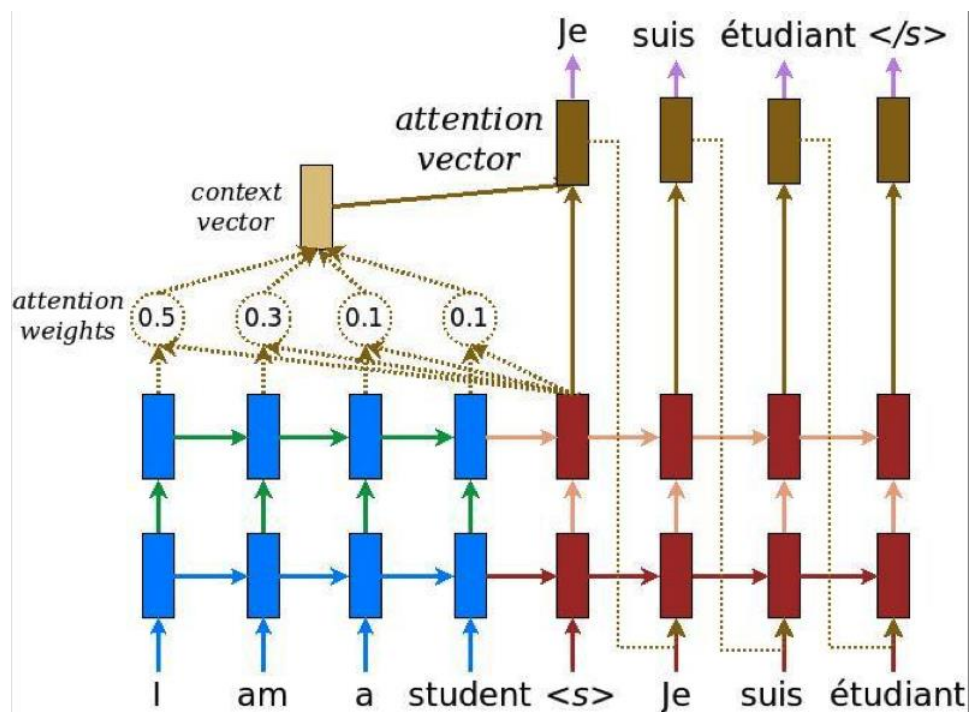 Je suis étudiant </s>
attention
vector
context
vector
attention
weights
0.5 0.3 0.1 0.1
I am a student <s> Je suis étudiant